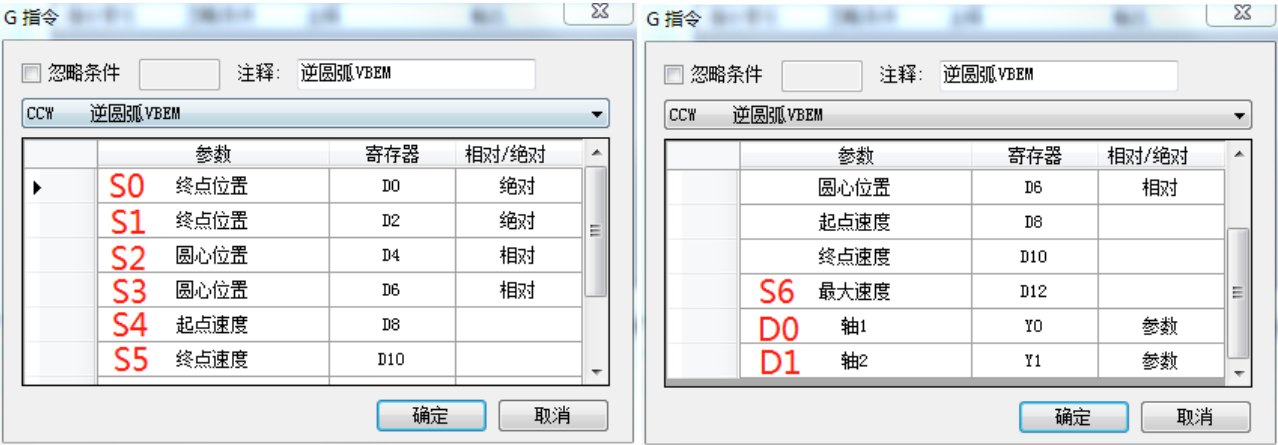 G 指令
忽略条件 注释: 逆圆弧VBEM
CCW 逆圆弧VBEM
参数 寄存器 相对/绝对
S0 终点位置 D0 绝对
S1 终点位置 D2 绝对
S2 圆心位置 D4 相对
S3 圆心位置 D6 相对
S4 起点速度 D8
S5 终点速度 D10
确定 取消
G 指令
忽略条件 注释: 逆圆弧VBEM
CCW 逆圆弧VBEM
参数 寄存器 相对/绝对
圆心位置 D6 相对
起点速度 D8
终点速度 D10
S6 最大速度 D12
D0 轴1 Y0 参数
D1 轴2 Y1 参数
确定 取消